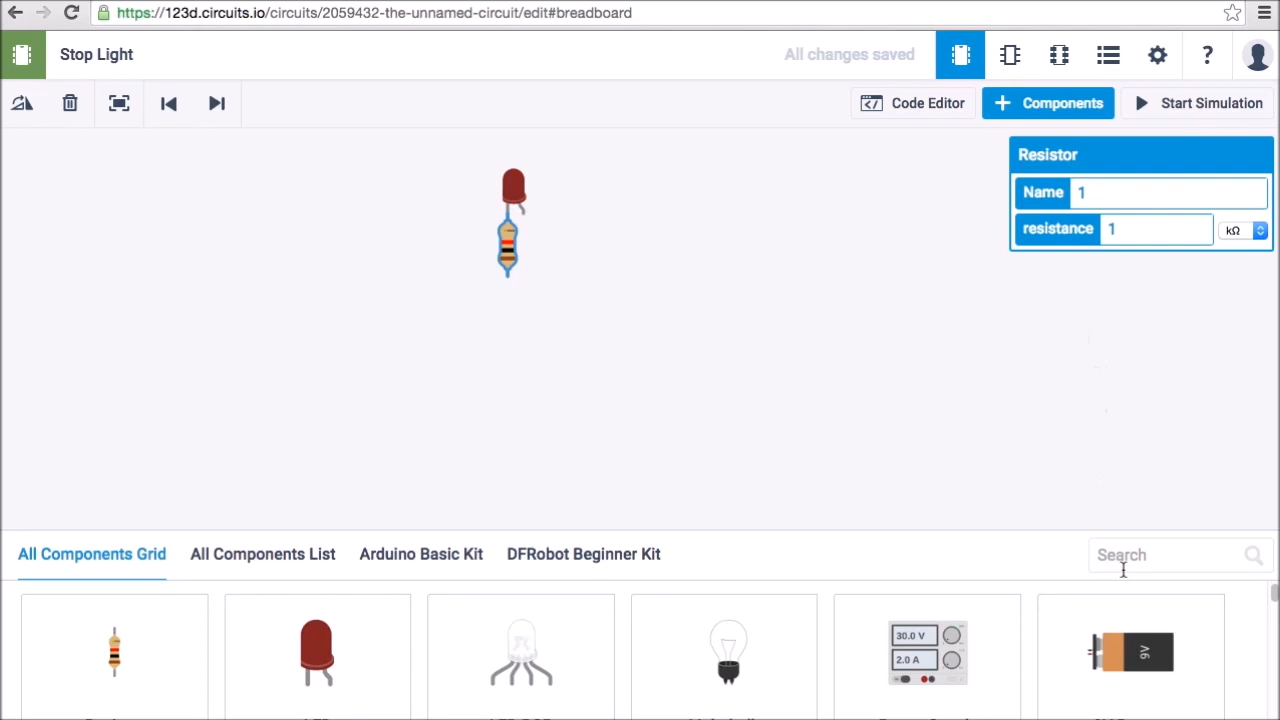 https://123d.circuits.io/circuits/2059432-the-unnamed-circuit/edit#breadboard
Stop Light
All changes saved
?
Code Editor
Components
Start Simulation
Resistor
Name 1
resistance 1 kΩ
All Components Grid All Components List Arduino Basic Kit DFRobot Beginner Kit
Search
30.0 V
2.0 A
9V